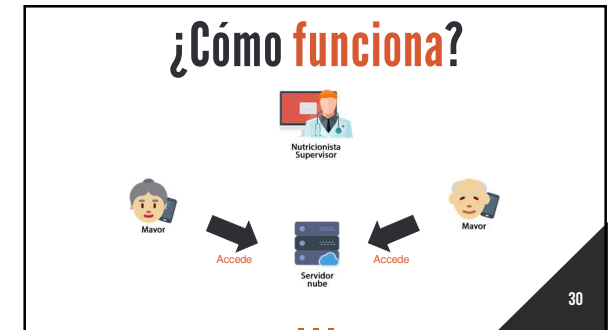 ¿Cómo funciona?
Nutricionista
Supervisor
Mayor
Mayor
Accede
Accede
Servidor
nube
30